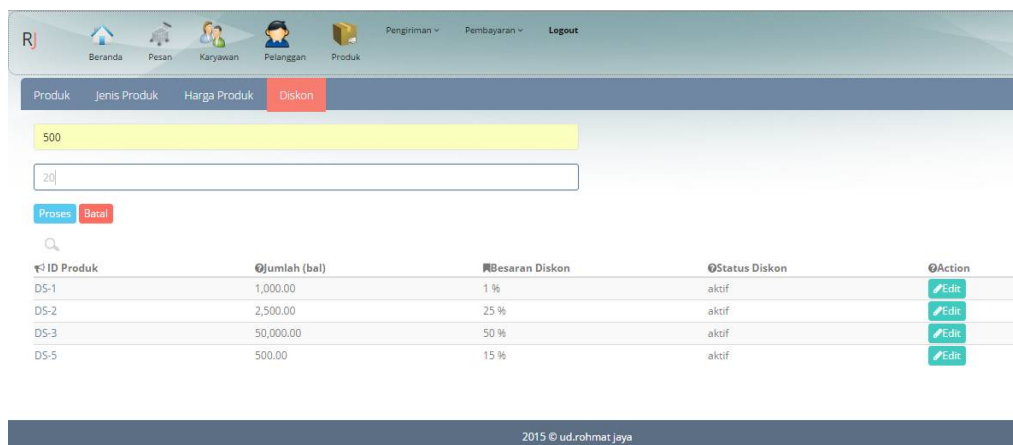 RJ
Beranda Pesan Karyawan Pelanggan Produk Pengiriman Pembayaran Logout
Produk Jenis Produk Harga Produk Diskon
500
20
Proses Batal
ID Produk Jumlah (bal) Besaran Diskon Status Diskon Action
DS-1 1,000.00 1 % aktif Edit
DS-2 2,500.00 25 % aktif Edit
DS-3 50,000.00 50 % aktif Edit
DS-5 500.00 15 % aktif Edit
2015 © ud.rohmat jaya